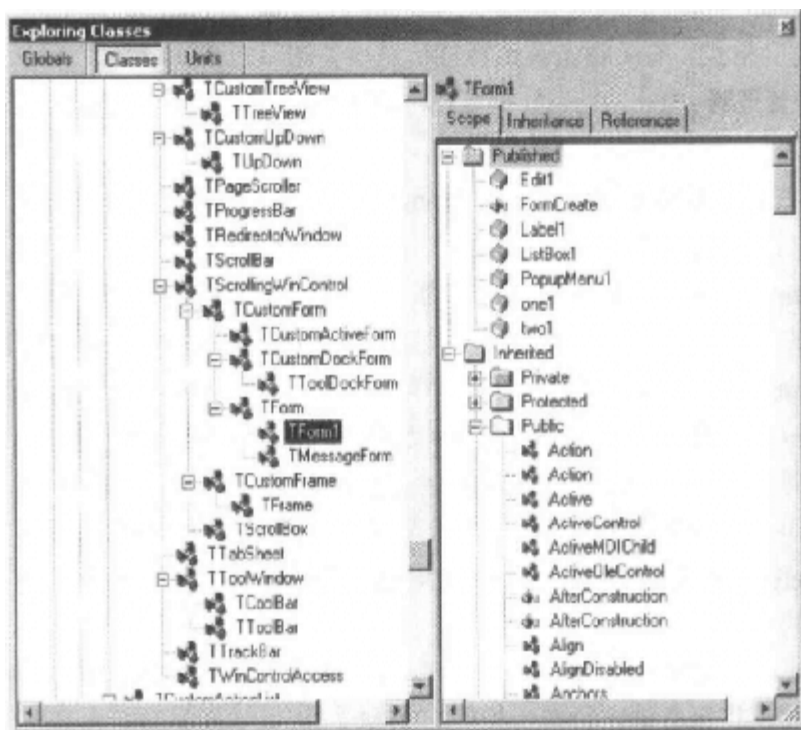 Exploring Classes
Globals Classes Units
TCustomTreeView
TTreeView
TCustomUpDown
TUpDown
TPageScroller
TProgressBar
TRedirectorWindow
TScrollBar
TScrollingWinControl
TCustomForm
TCustomActiveForm
TCustomDockForm
TToolDockForm
TForm
TForm1
TMessageForm
TCustomFrame
TFrame
TScrollBox
TTabSheet
TToolWindow
TCoolBar
TToolBar
TTrackBar
TWinControlAccess
TCustomActionList
TForm1
Scope Inheritance References
Published
Edit1
FormCreate
Label1
ListBox1
PopupMenu1
one1
two1
Inherited
Private
Protected
Public
Action
Action
Active
ActiveControl
ActiveMDIChild
ActiveOleControl
AfterConstruction
AfterConstruction
Align
AlignDisabled
Anchors